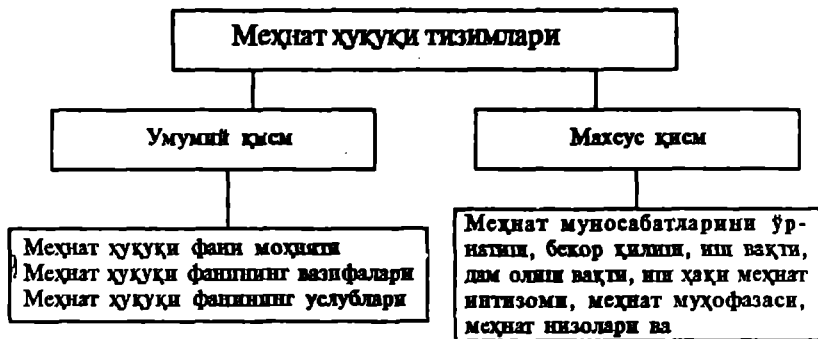 Меҳнат ҳуқуқи тизимлари
Умумий қисм
Махсус қисм
Меҳнат ҳуқуқи фани моҳияти
Меҳнат ҳуқуқи фанининг вазифалари
Меҳнат ҳуқуқи фанининг услублари
Меҳнат муносабатларини ўр-
натиш, бекор қилиш, иш вақти,
дам олиш вақти, иш ҳақи меҳнат
интизоми, меҳнат муҳофазаси,
меҳнат низолари ва